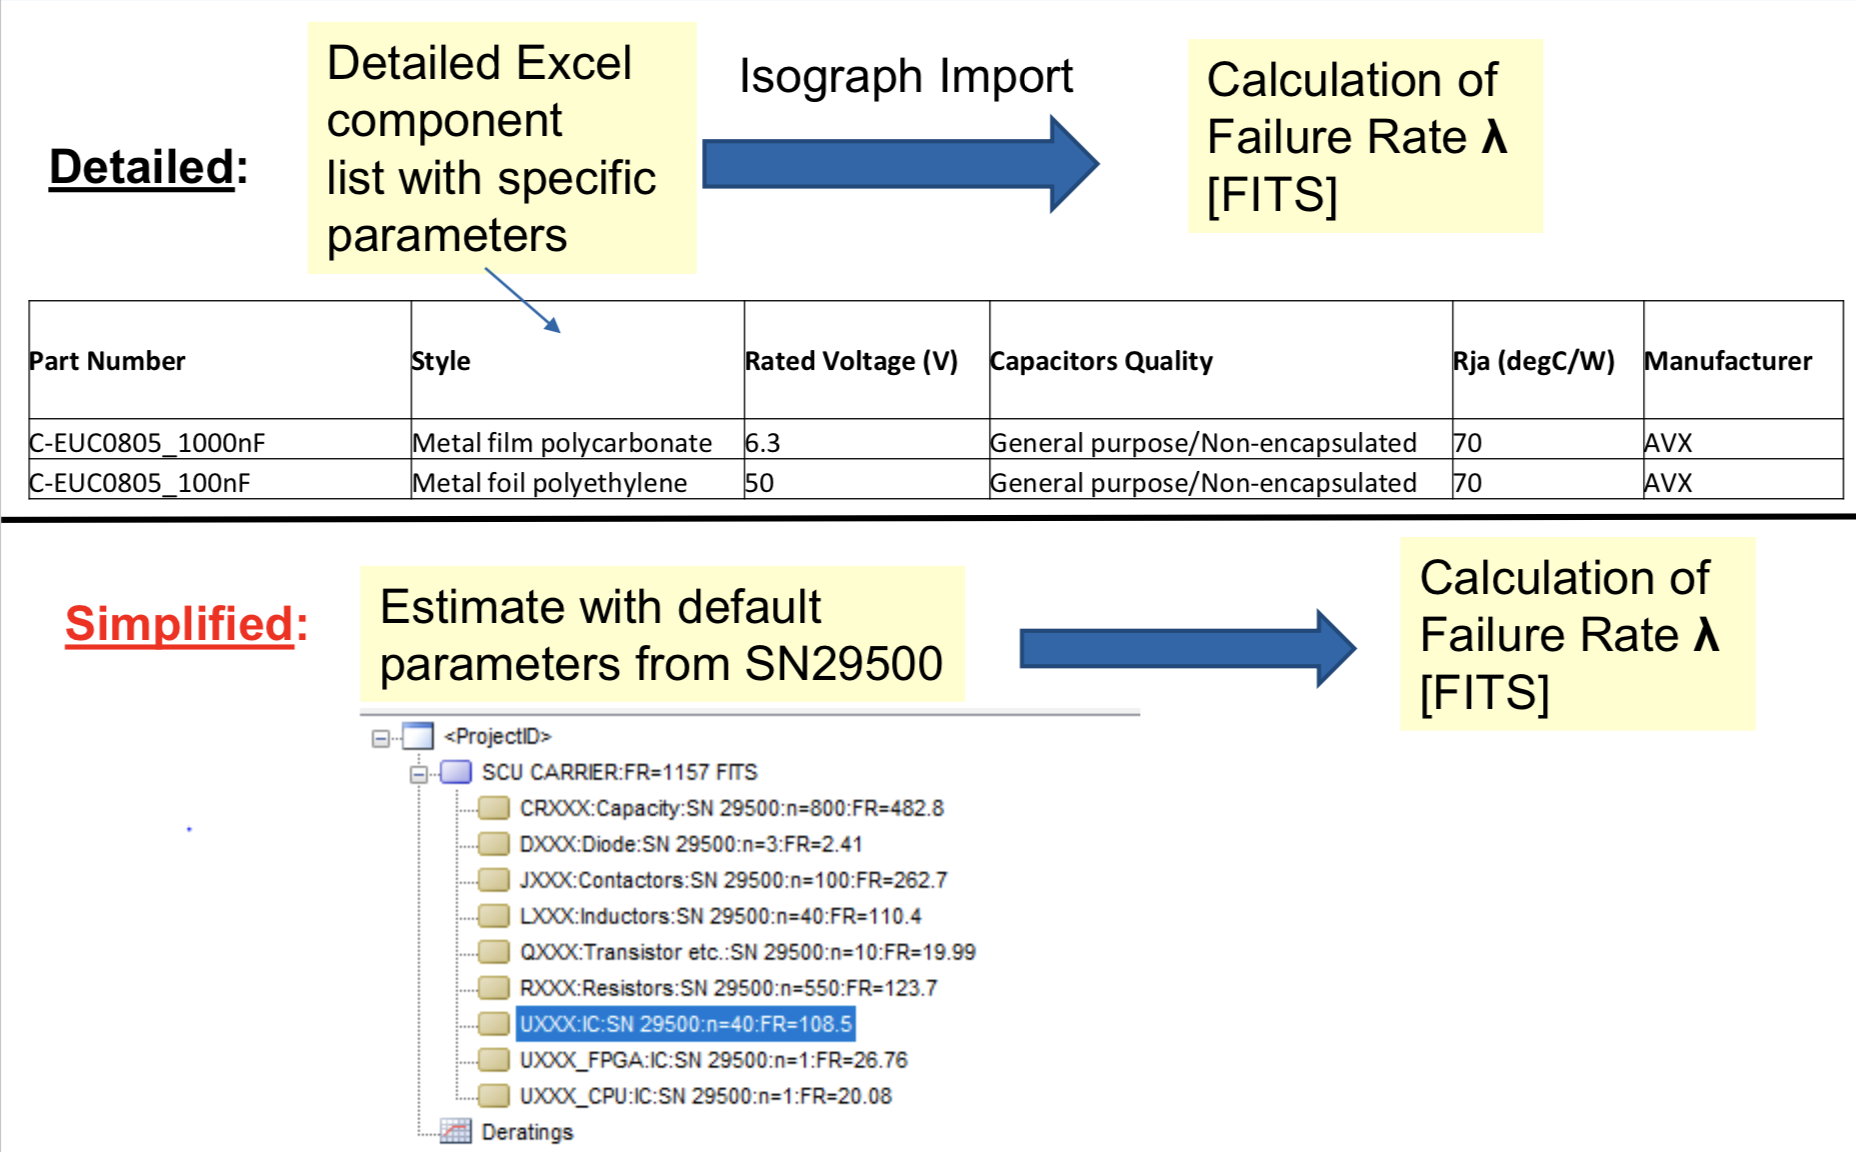 Detailed:
Detailed Excel
component
list with specific
parameters
Isograph Import
Calculation of
Failure Rate λ
[FITS]
Part Number Style Rated Voltage (V) Capacitors Quality Rja (degC/W) Manufacturer
C-EUC0805_1000nF Metal film polycarbonate 6.3 General purpose/Non-encapsulated 70 AVX
C-EUC0805_100nF Metal foil polyethylene 50 General purpose/Non-encapsulated 70 AVX
Simplified:
Estimate with default
parameters from SN29500
Calculation of
Failure Rate λ
[FITS]
<ProjectID>
SCU CARRIER:FR=1157 FITS
CRXXX:Capacity:SN 29500:n=800:FR=482.8
DXXX:Diode:SN 29500:n=3:FR=2.41
JXXX:Contactors:SN 29500:n=100:FR=262.7
LXXX:Inductors:SN 29500:n=40:FR=110.4
QXXX:Transistor etc.:SN 29500:n=10:FR=19.99
RXXX:Resistors:SN 29500:n=550:FR=123.7
UXXX:IC:SN 29500:n=40:FR=108.5
UXXX_FPGA:IC:SN 29500:n=1:FR=26.76
UXXX_CPU:IC:SN 29500:n=1:FR=20.08
Deratings